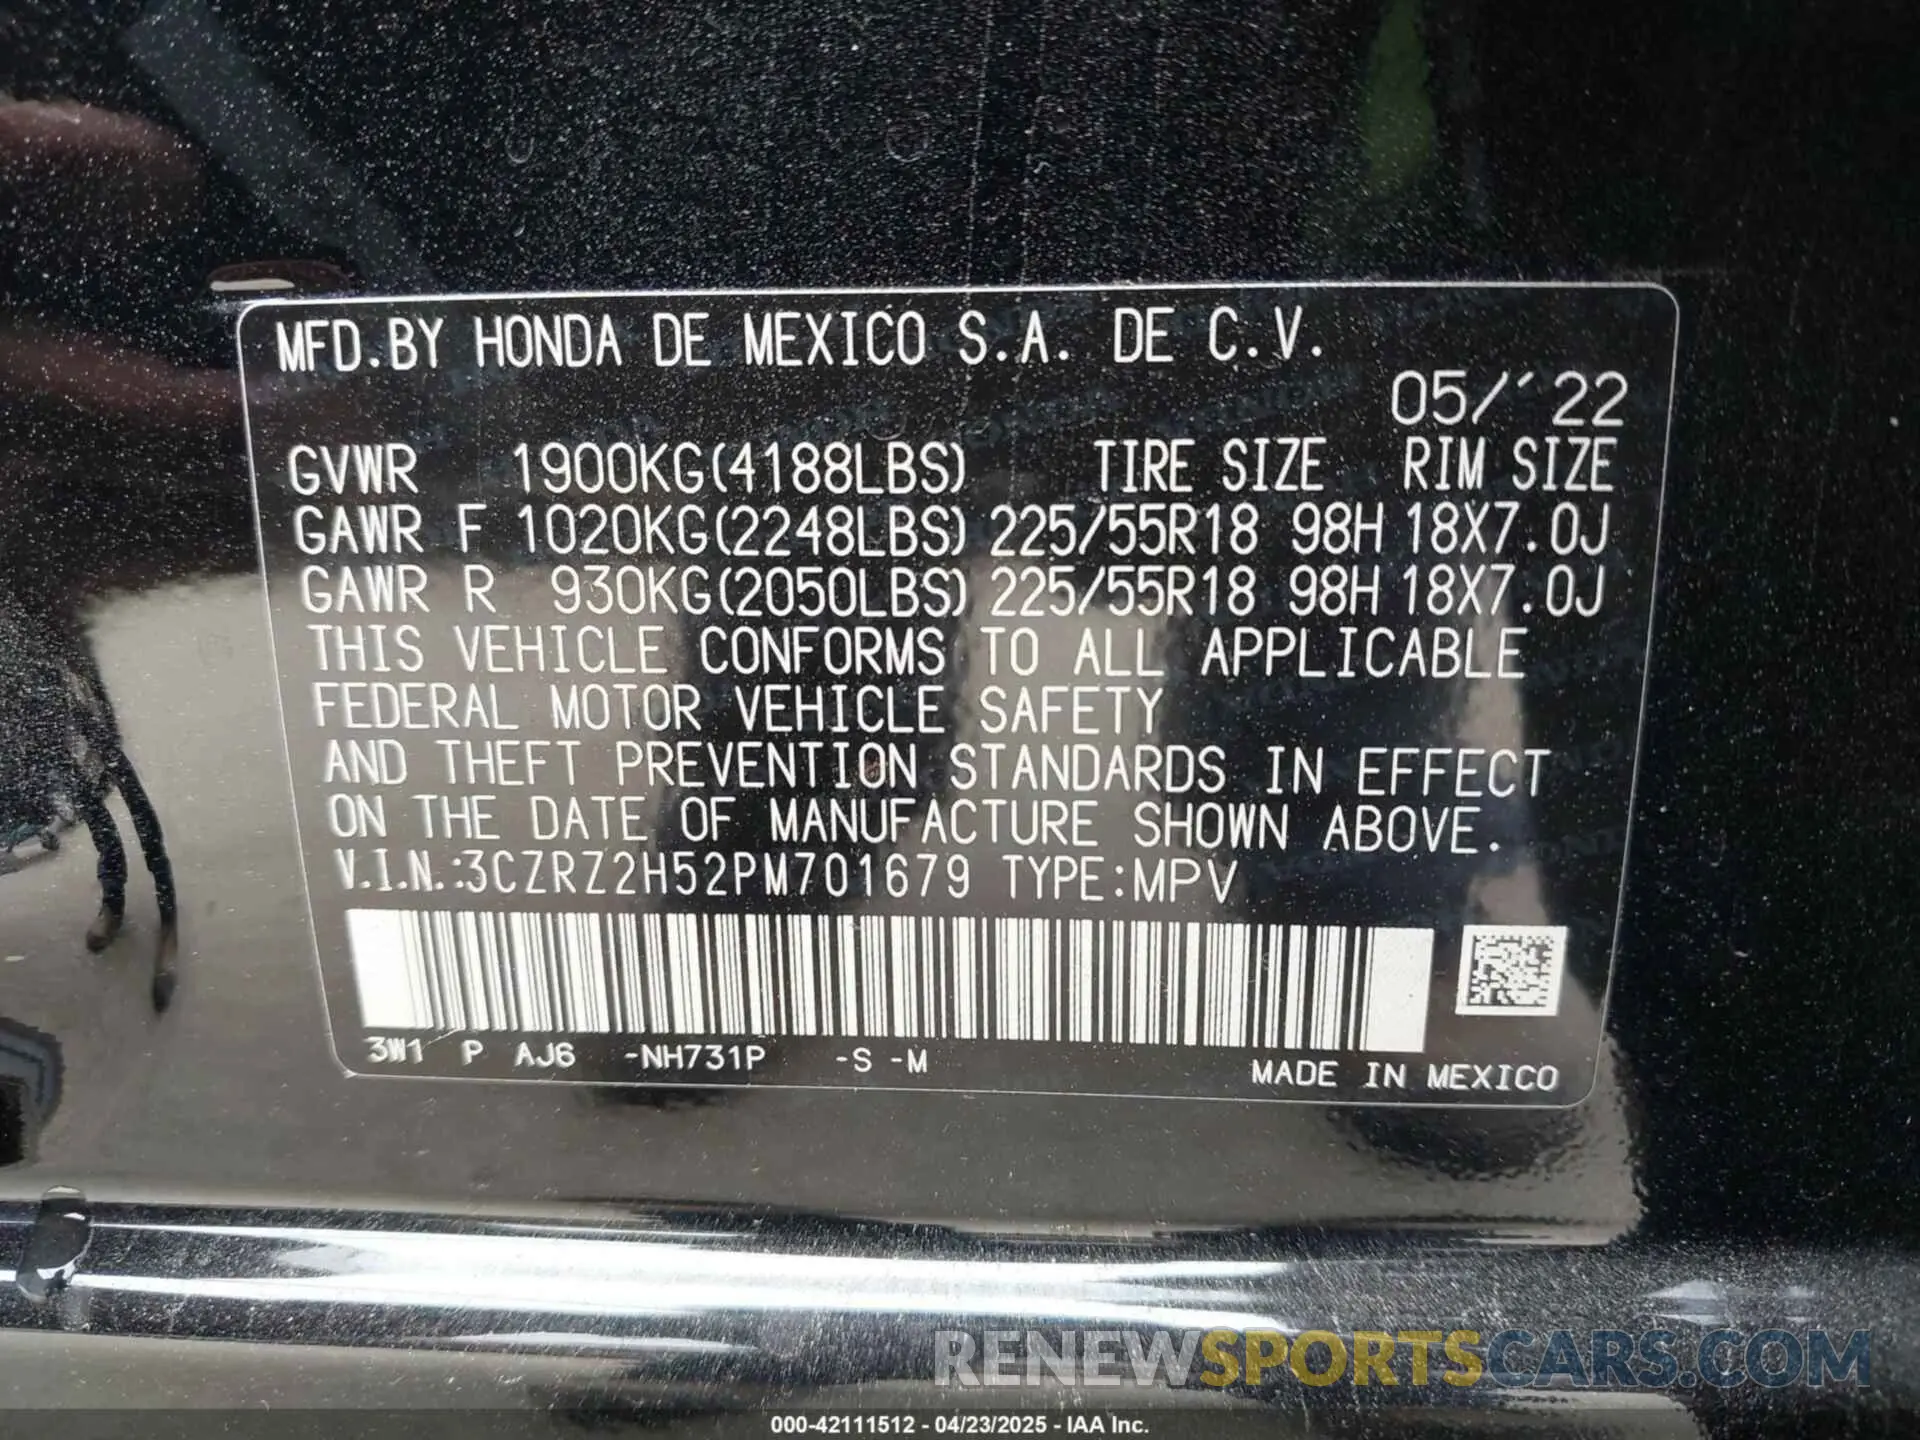 MFD.BY HONDA DE MEXICO S.A. DE C.V.
05/'22
GVWR 1900KG(4188LBS) TIRE SIZE RIM SIZE
GAWR F 1020KG(2248LBS) 225/55R18 98H 18X7.0J
GAWR R 930KG(2050LBS) 225/55R18 98H 18X7.0J
THIS VEHICLE CONFORMS TO ALL APPLICABLE
FEDERAL MOTOR VEHICLE SAFETY
AND THEFT PREVENTION STANDARDS IN EFFECT
ON THE DATE OF MANUFACTURE SHOWN ABOVE.
V.I.N.:3CZRZ2H52PM701679 TYPE:MPV
3W1 P AJ6 -NH731P -S -M
MADE IN MEXICO
RENEWSPORTSCARS.COM
000-42111512 - 04/23/2025 - IAA Inc.